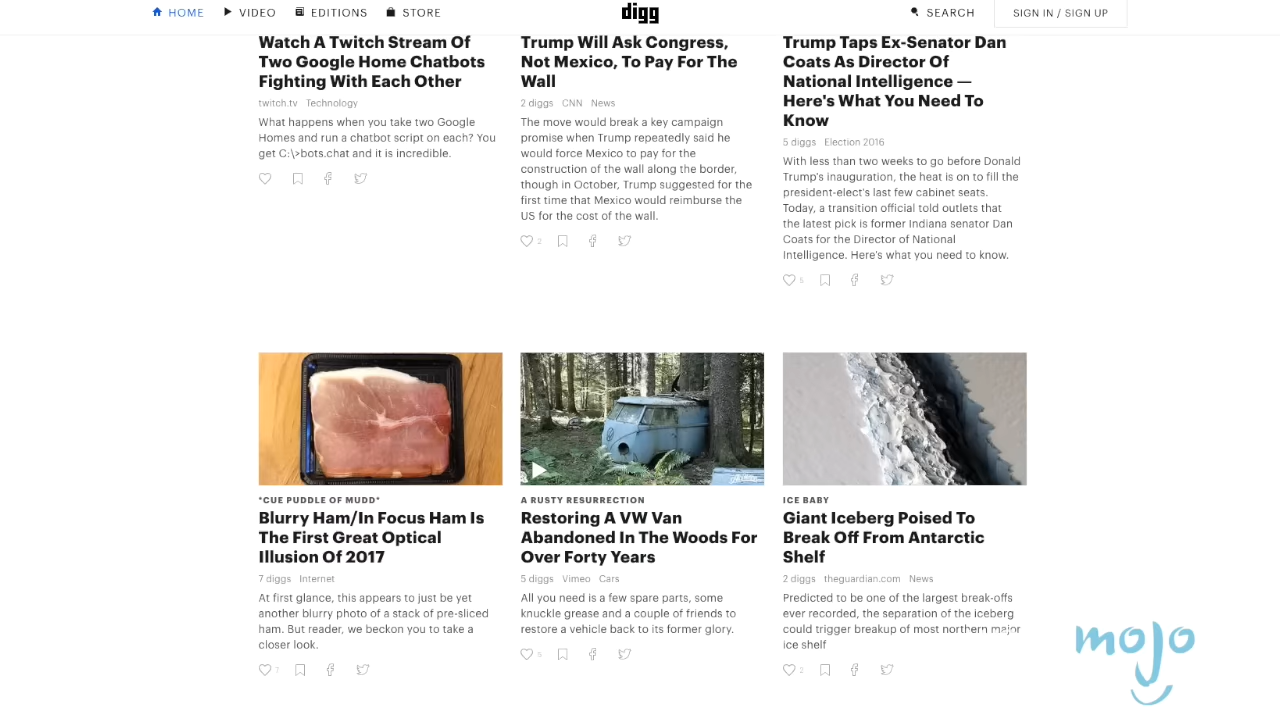 HOME VIDEO EDITIONS STORE digg SEARCH SIGN IN / SIGN UP
Watch A Twitch Stream Of
Two Google Home Chatbots
Fighting With Each Other
twitch.tv Technology
What happens when you take two Google
Homes and run a chatbot script on each? You
get C:\>bots.chat and it is incredible.
Trump Will Ask Congress,
Not Mexico, To Pay For The
Wall
2 diggs CNN News
The move would break a key campaign
promise when Trump repeatedly said he
would force Mexico to pay for the
construction of the wall along the border,
though in October, Trump suggested for the
first time that Mexico would reimburse the
US for the cost of the wall.
2
Trump Taps Ex-Senator Dan
Coats As Director Of
National Intelligence —
Here's What You Need To
Know
5 diggs Election 2016
With less than two weeks to go before Donald
Trump's inauguration, the heat is on to fill the
president-elect's last few cabinet seats.
Today, a transition official told outlets that
the latest pick is former Indiana senator Dan
Coats for the Director of National
Intelligence. Here's what you need to know.
5
*CUE PUDDLE OF MUDD*
Blurry Ham/In Focus Ham Is
The First Great Optical
Illusion Of 2017
7 diggs Internet
At first glance, this appears to just be yet
another blurry photo of a stack of pre-sliced
ham. But reader, we beckon you to take a
closer look.
7
A RUSTY RESURRECTION
Restoring A VW Van
Abandoned In The Woods For
Over Forty Years
5 diggs Vimeo Cars
All you need is a few spare parts, some
knuckle grease and a couple of friends to
restore a vehicle back to its former glory.
5
ICE BABY
Giant Iceberg Poised To
Break Off From Antarctic
Shelf
2 diggs theguardian.com News
Predicted to be one of the largest break-offs
ever recorded, the separation of the iceberg
could trigger breakup of most northern major
ice shelf
2
mojo